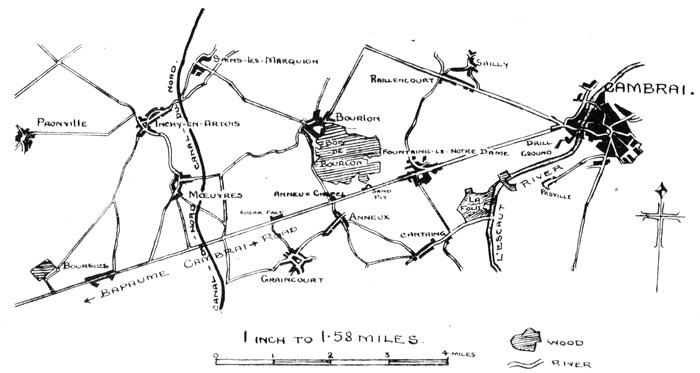 SAINS-LES-MARQUION
SAILLY
RAILLENCOURT
CAMBRAI.
CANAL-DU NORD.
PRONVILLE
INCHY-EN-ARTOIS
BOURLON
BOIS
DE
BOURLON
FOUNTAINE-LE-NOTRE DAME
DRILL
GROUND
MŒUVRES
ANNEUX CHAPEL
SAND
PIT
RIVER
PROVILLE
LA
FOLIE
SUGAR FACT
ANNEUX
CANTAING
L'ESCAUT
BOURSIES
← BAPAUME CAMBRAI → ROAD
GRAINCOURT
CANAL-DU-NORD
1 INCH TO 1·58 MILES.
0 1 2 3 4 MILES
WOOD
RIVER